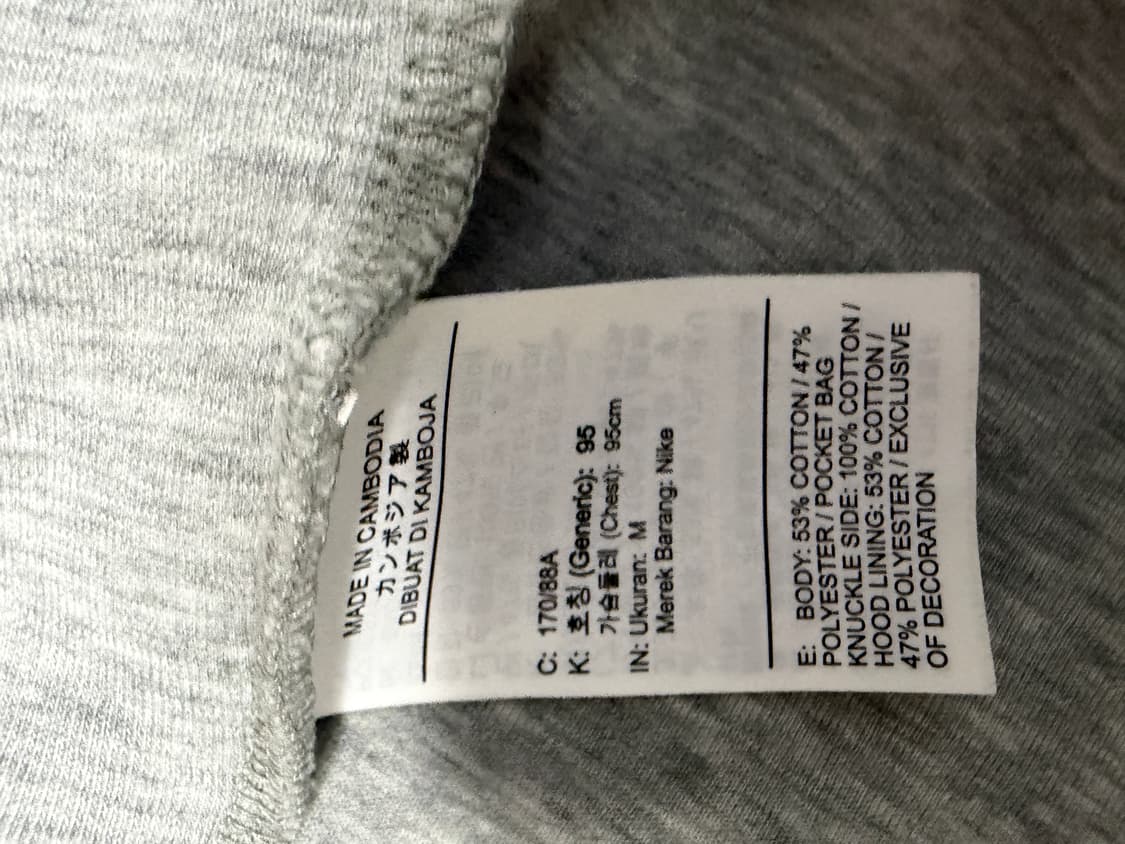 MADE IN CAMBODIA
カンボジア製
DIBUAT DI KAMBOJA
C: 170/88A
K: 호칭 (Generic): 95
가슴둘레 (Chest): 95cm
IN: Ukuran: M
Merek Barang: Nike
E: BODY: 53% COTTON / 47%
POLYESTER / POCKET BAG
KNUCKLE SIDE: 100% COTTON /
HOOD LINING: 53% COTTON /
47% POLYESTER / EXCLUSIVE
OF DECORATION